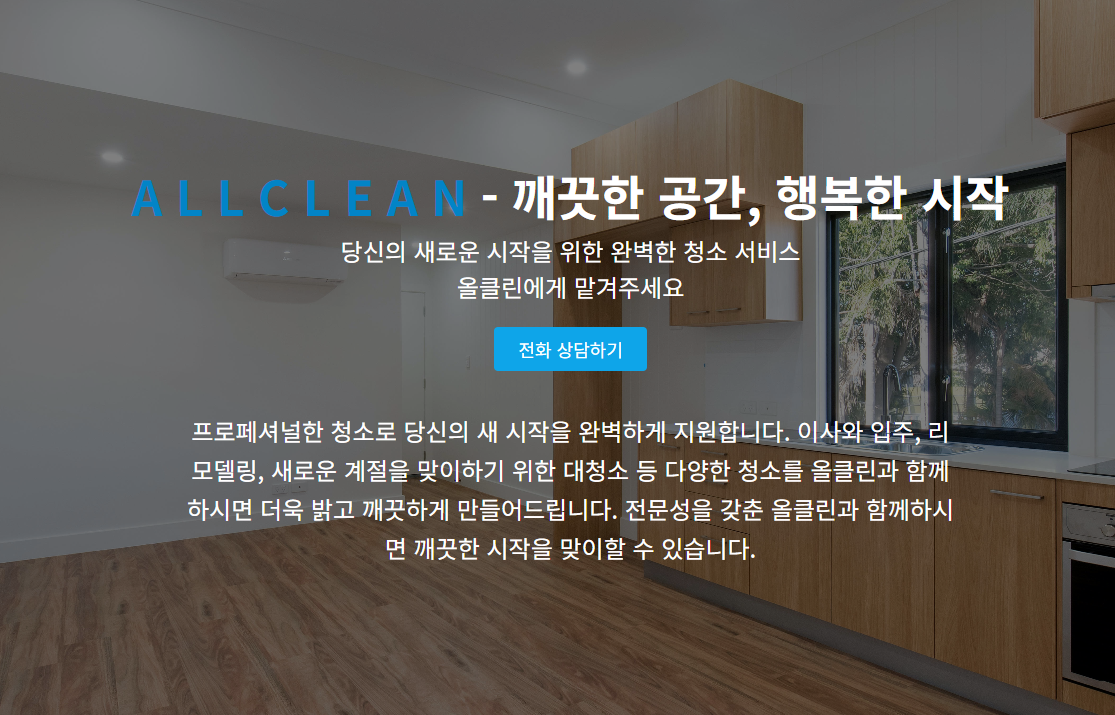 A L L C L E A N - 깨끗한 공간, 행복한 시작
당신의 새로운 시작을 위한 완벽한 청소 서비스
올클린에게 맡겨주세요
전화 상담하기
프로페셔널한 청소로 당신의 새 시작을 완벽하게 지원합니다. 이사와 입주, 리
모델링, 새로운 계절을 맞이하기 위한 대청소 등 다양한 청소를 올클린과 함께
하시면 더욱 밝고 깨끗하게 만들어드립니다. 전문성을 갖춘 올클린과 함께하시
면 깨끗한 시작을 맞이할 수 있습니다.